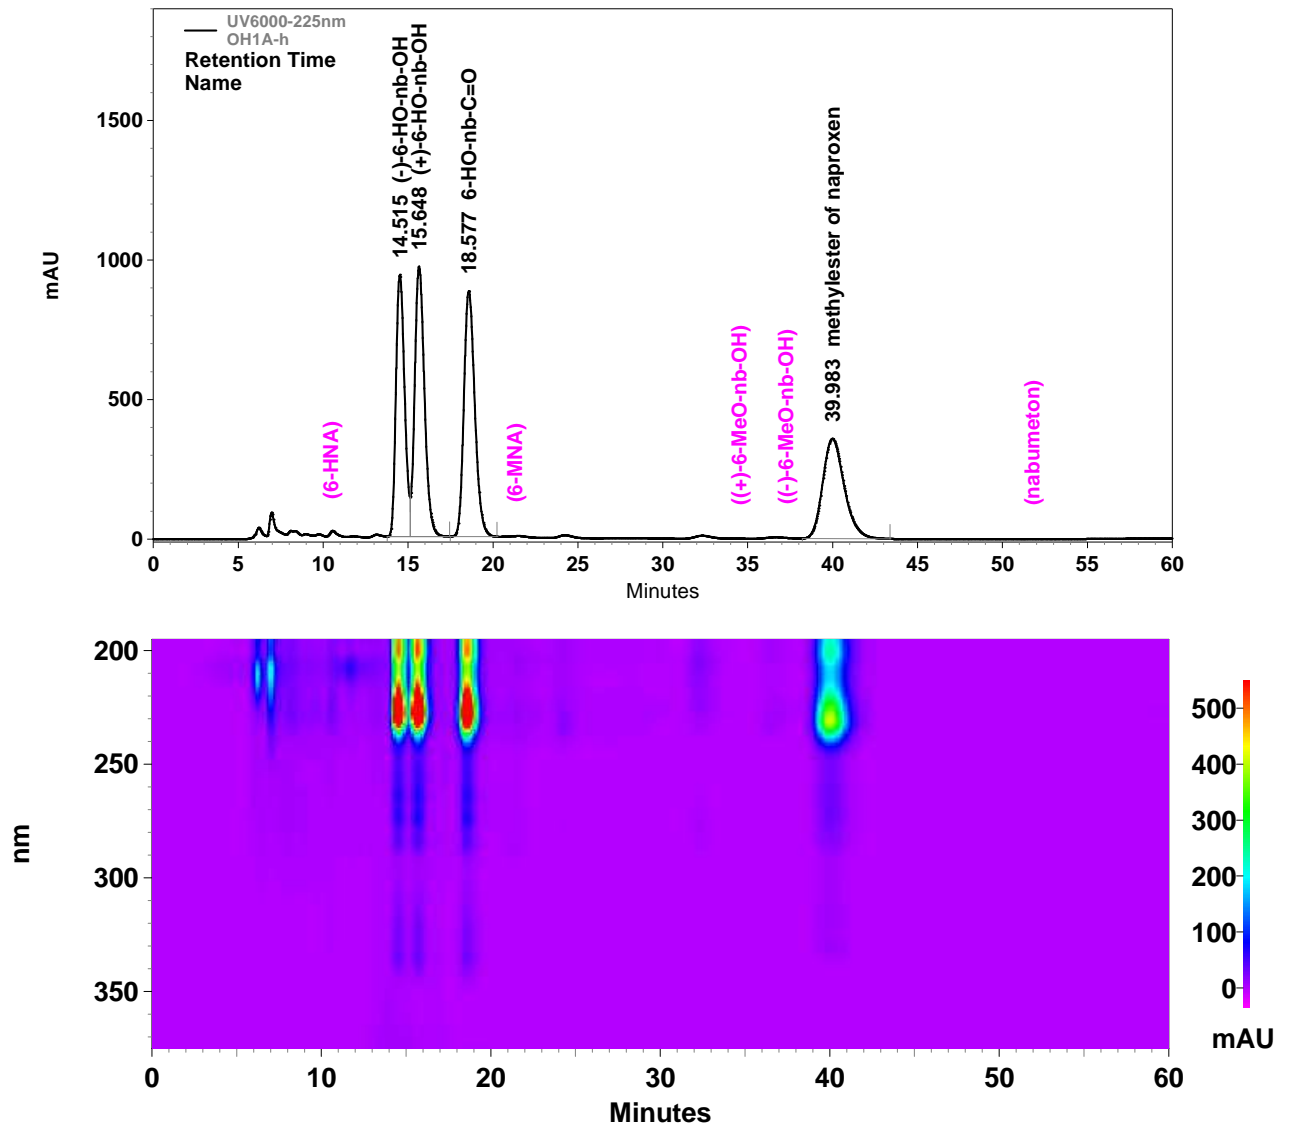 UV6000-225nm
OH1A-h
Retention Time
Name
14.515 (-)-6-HO-nb-OH
15.648 (+)-6-HO-nb-OH
18.577 6-HO-nb-C=O
39.983 methylester of naproxen
(6-HNA)
(6-MNA)
((+)-6-MeO-nb-OH)
((-)-6-MeO-nb-OH)
(nabumeton)
mAU
1500
1000
500
0
0 5 10 15 20 25 30 35 40 45 50 55 60
Minutes
nm
200
250
300
350
0 10 20 30 40 50 60
Minutes
500
400
300
200
100
0
mAU